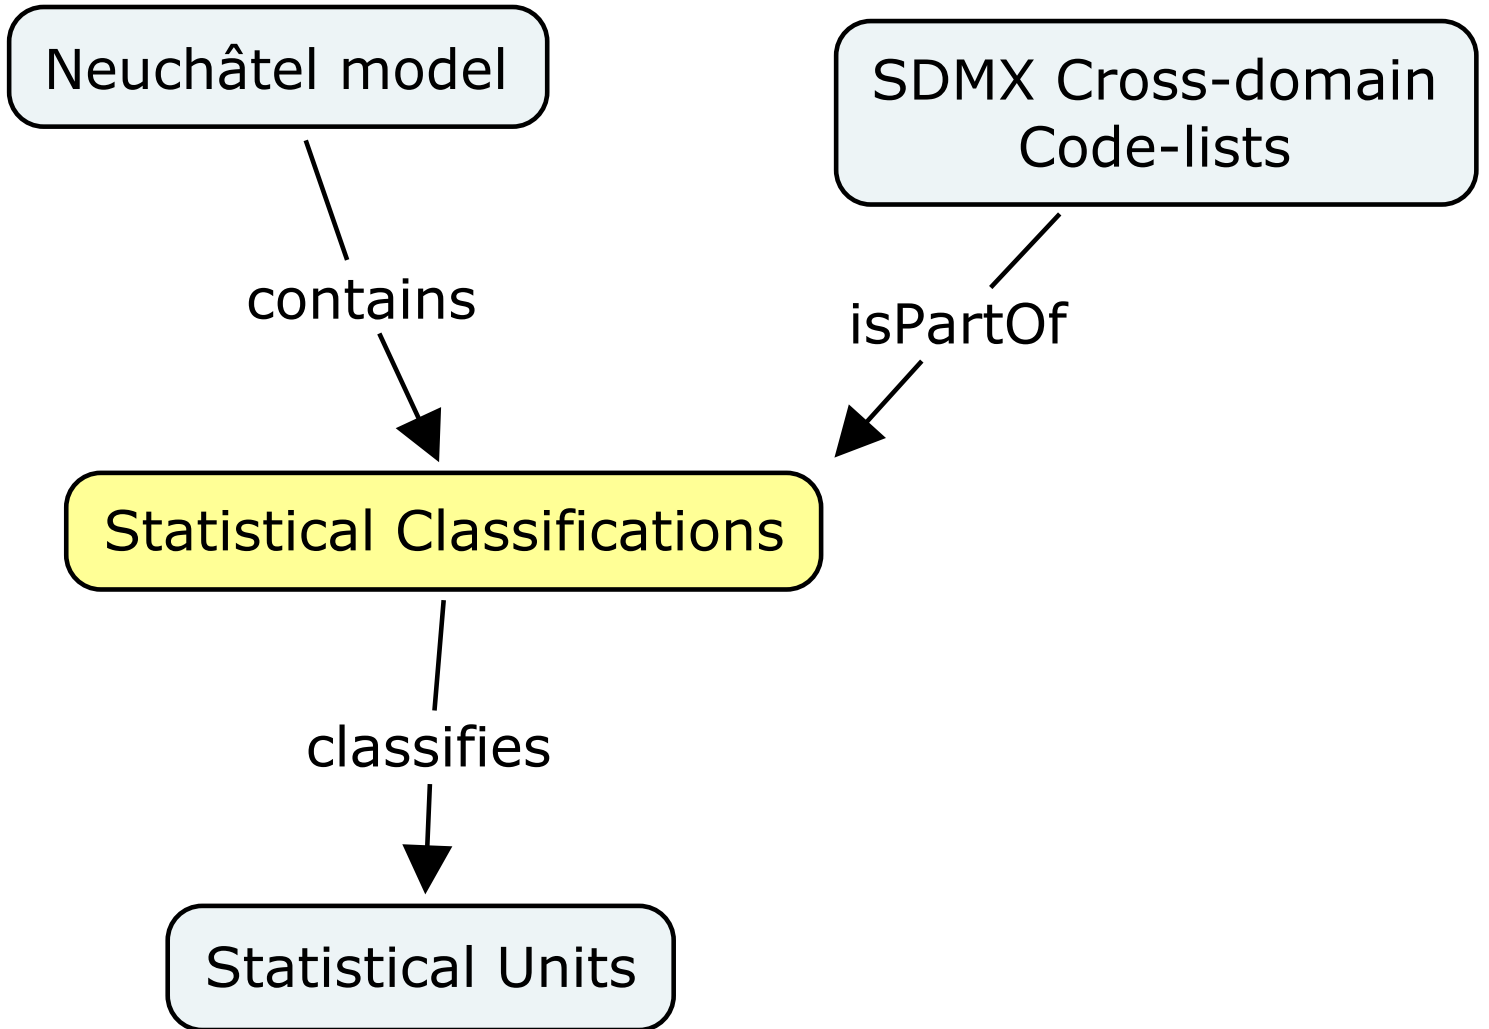 Neuchâtel model
SDMX Cross-domain
Code-lists
contains
isPartOf
Statistical Classifications
classifies
Statistical Units